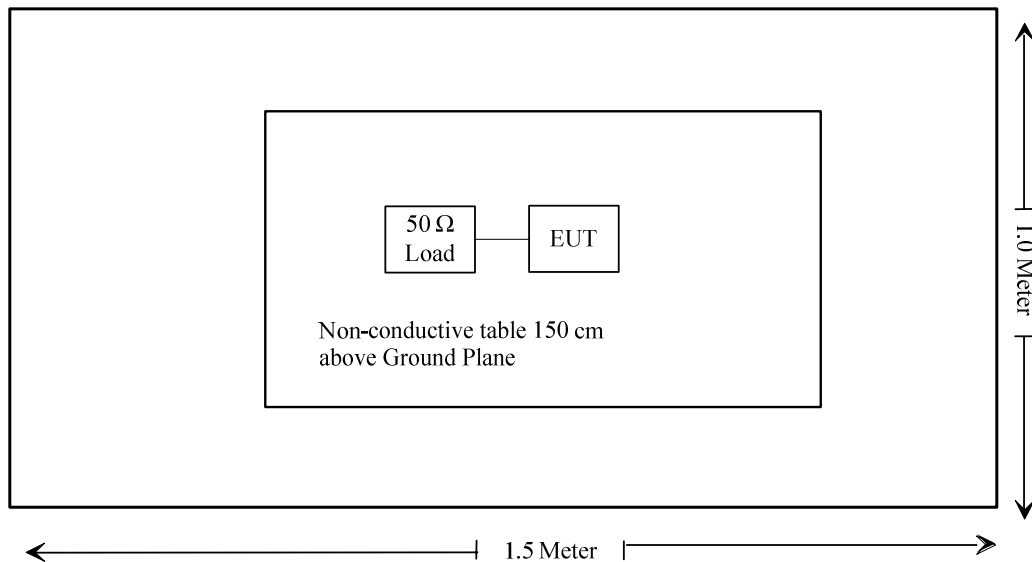 50 Ω
Load
EUT
Non-conductive table 150 cm
above Ground Plane
1.0 Meter
1.5 Meter